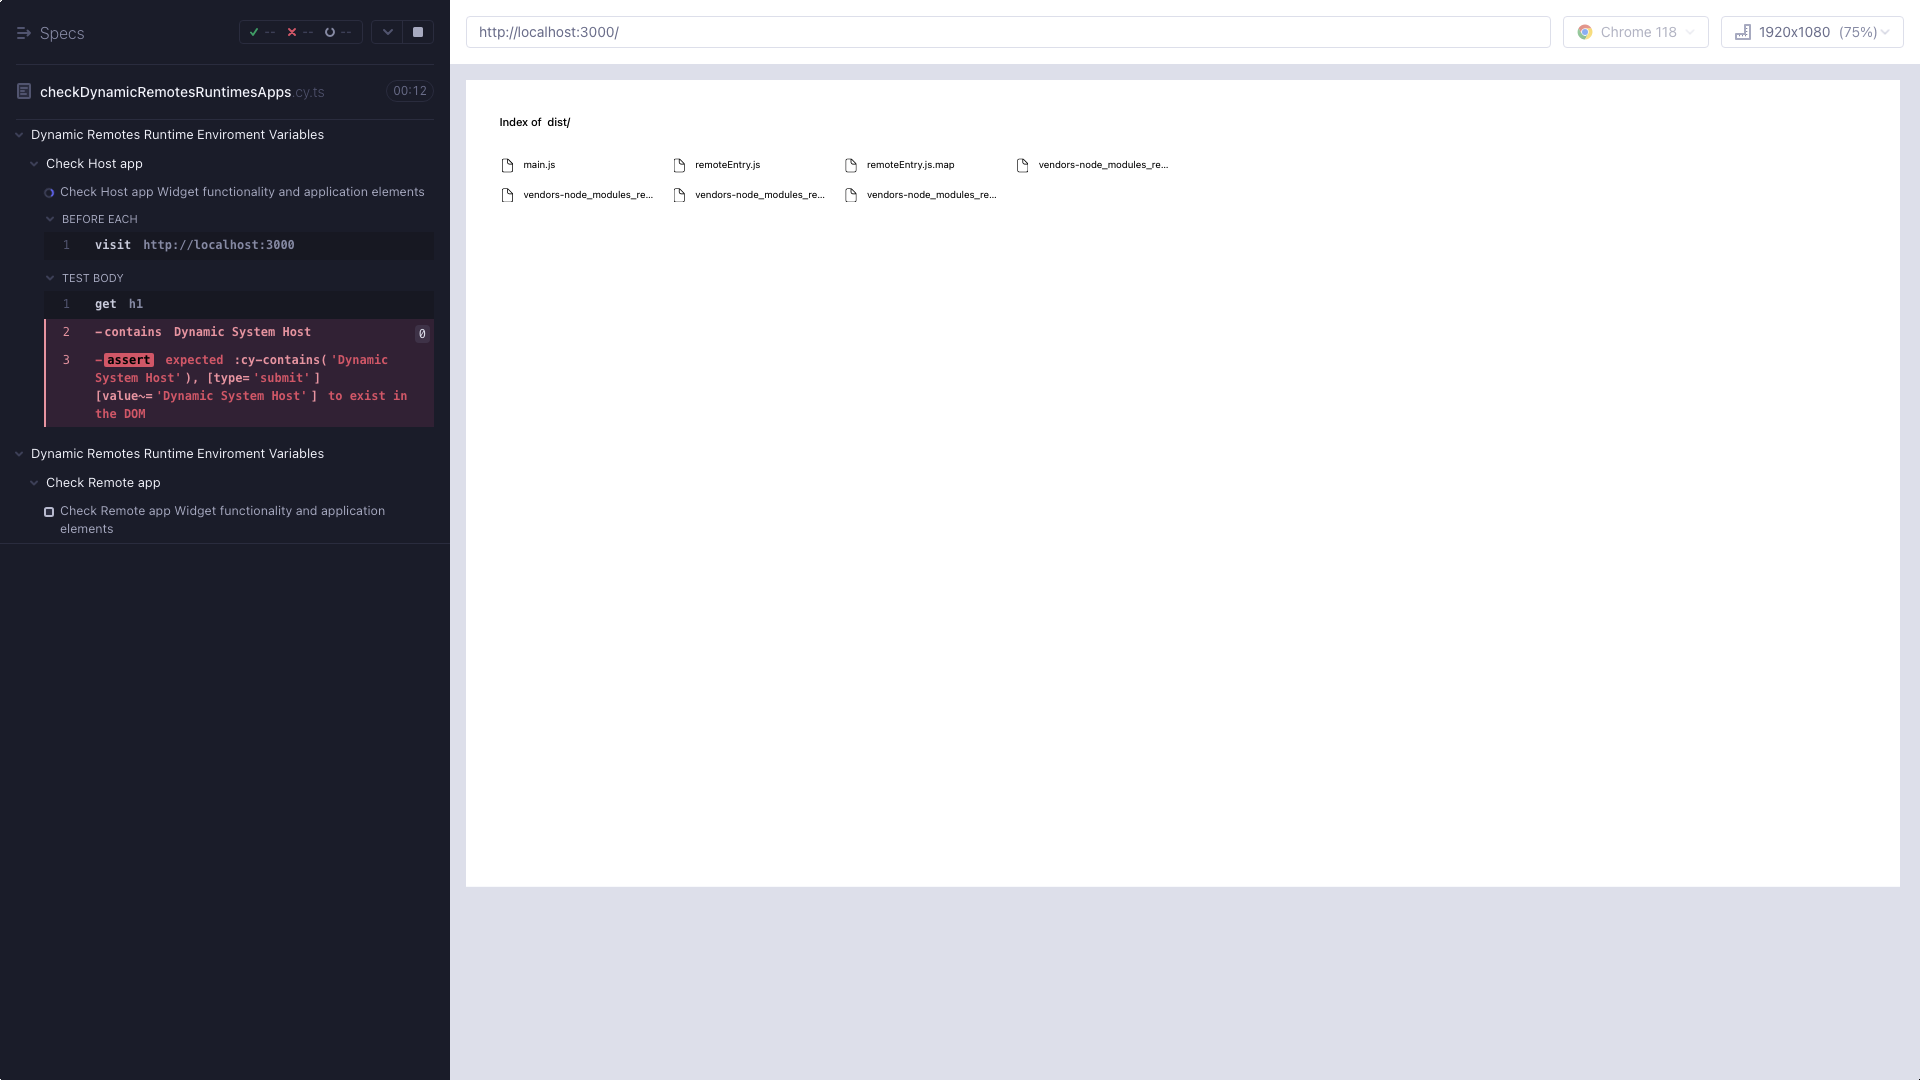 Specs
-- -- --
checkDynamicRemotesRuntimesApps.cy.ts 00:12
Dynamic Remotes Runtime Enviroment Variables
Check Host app
Check Host app Widget functionality and application elements
BEFORE EACH
1 visit http://localhost:3000
TEST BODY
1 get h1
2 -contains Dynamic System Host 0
3 -assert expected :cy-contains('Dynamic
System Host'), [type='submit']
[value~='Dynamic System Host'] to exist in
the DOM
Dynamic Remotes Runtime Enviroment Variables
Check Remote app
Check Remote app Widget functionality and application
elements
http://localhost:3000/
Chrome 118
1920x1080 (75%)
Index of dist/
main.js remoteEntry.js remoteEntry.js.map vendors-node_modules_re...
vendors-node_modules_re... vendors-node_modules_re... vendors-node_modules_re...